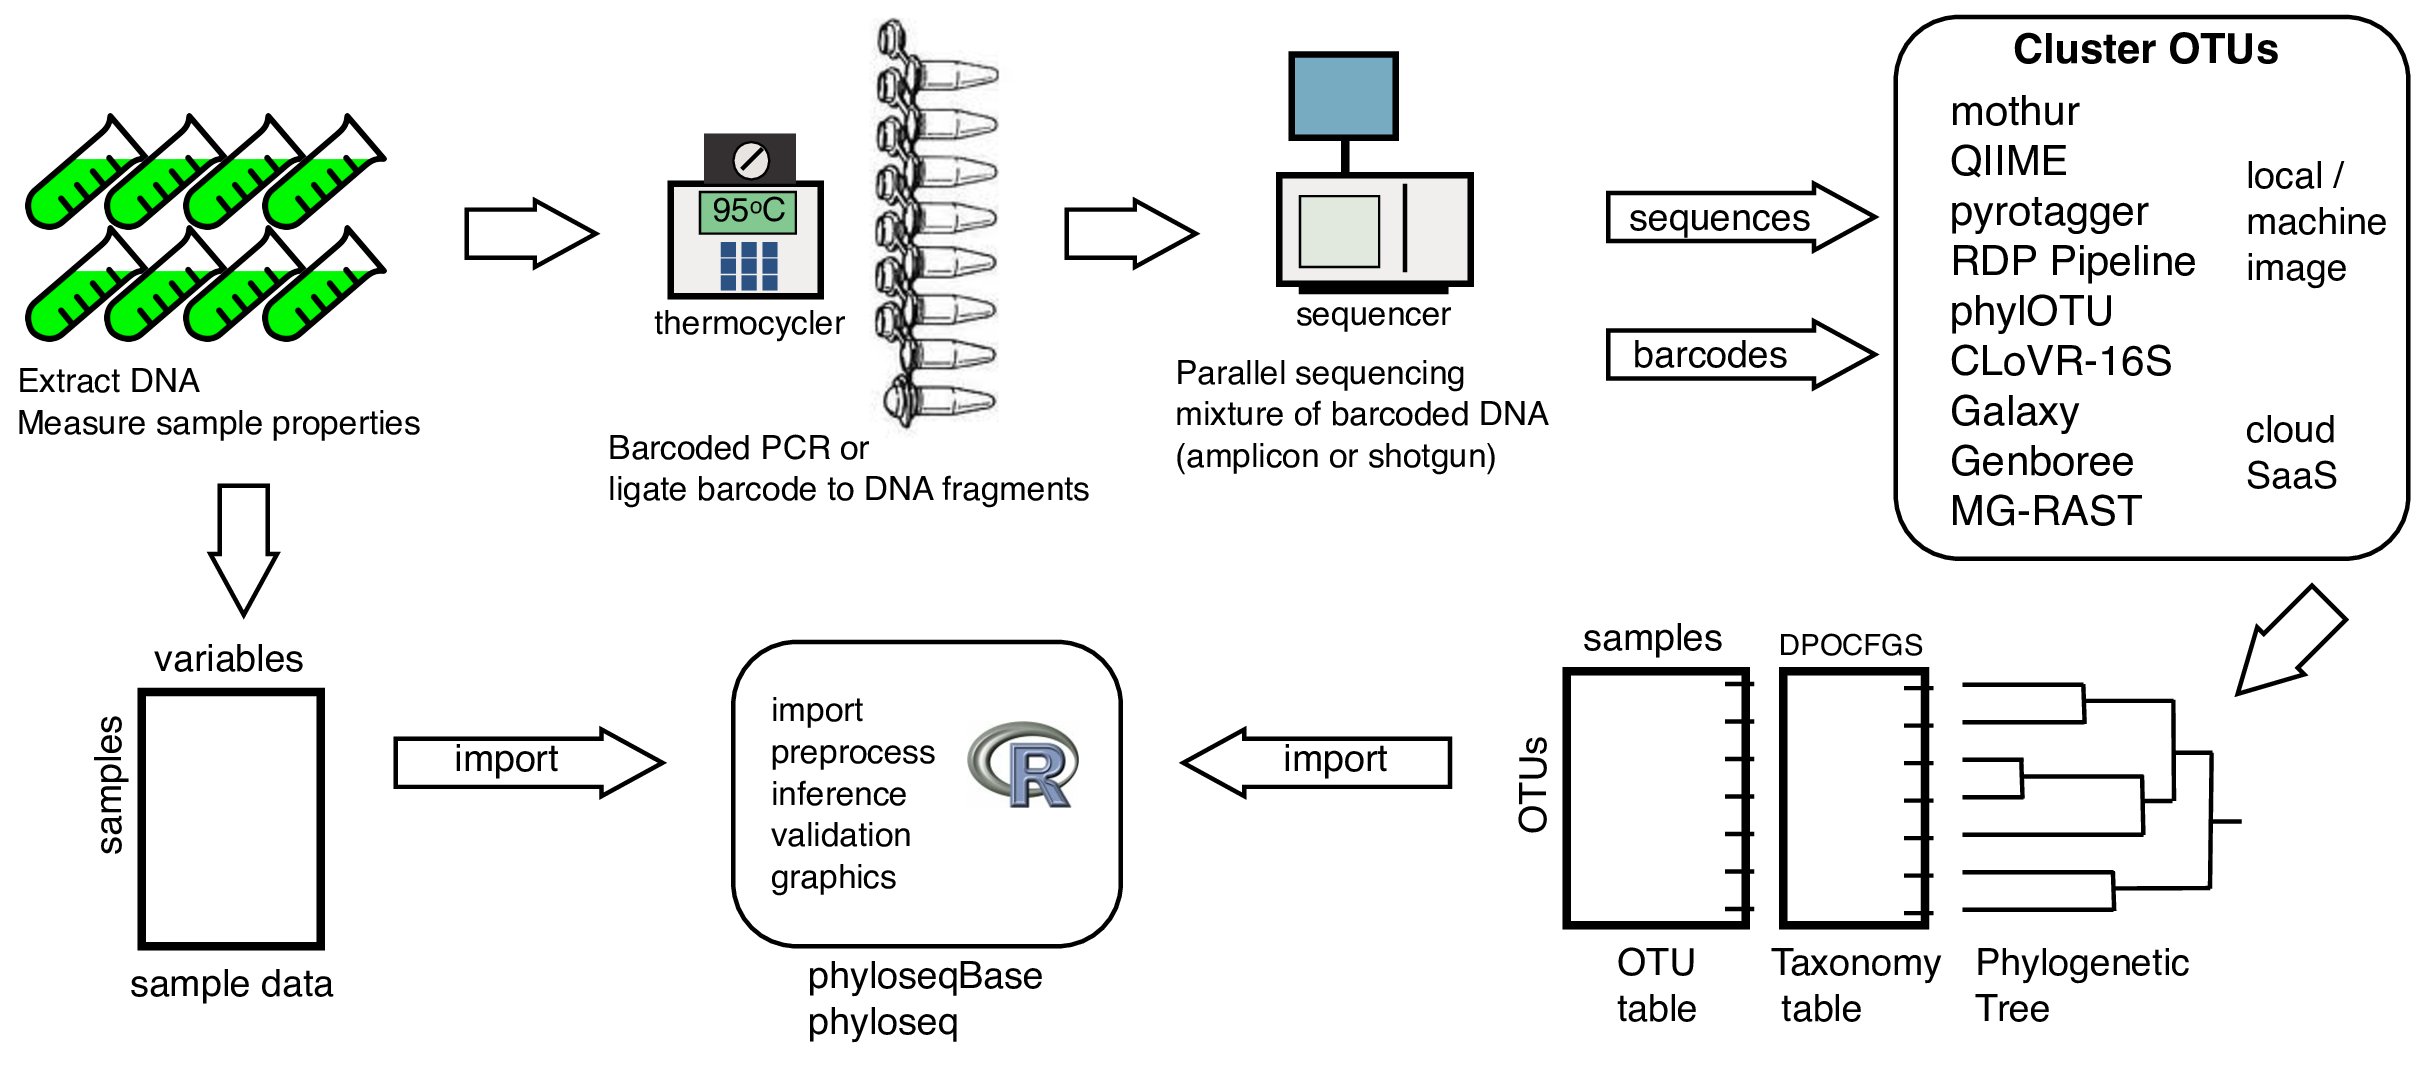 Extract DNA
Measure sample properties
95ºC
thermocycler
Barcoded PCR or
ligate barcode to DNA fragments
sequencer
Parallel sequencing
mixture of barcoded DNA
(amplicon or shotgun)
sequences
barcodes
Cluster OTUs
mothur
QIIME
pyrotagger
RDP Pipeline
phylOTU
CLoVR-16S
Galaxy
Genboree
MG-RAST
local /
machine
image
cloud
SaaS
variables
samples
sample data
import
import
preprocess
inference
validation
graphics
R
phyloseqBase
phyloseq
import
samples
OTUs
OTU
table
DPOCFGS
Taxonomy
table
Phylogenetic
Tree